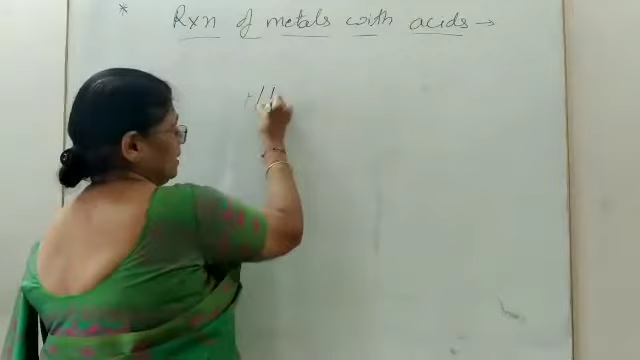 * Rxn of metals with acids →